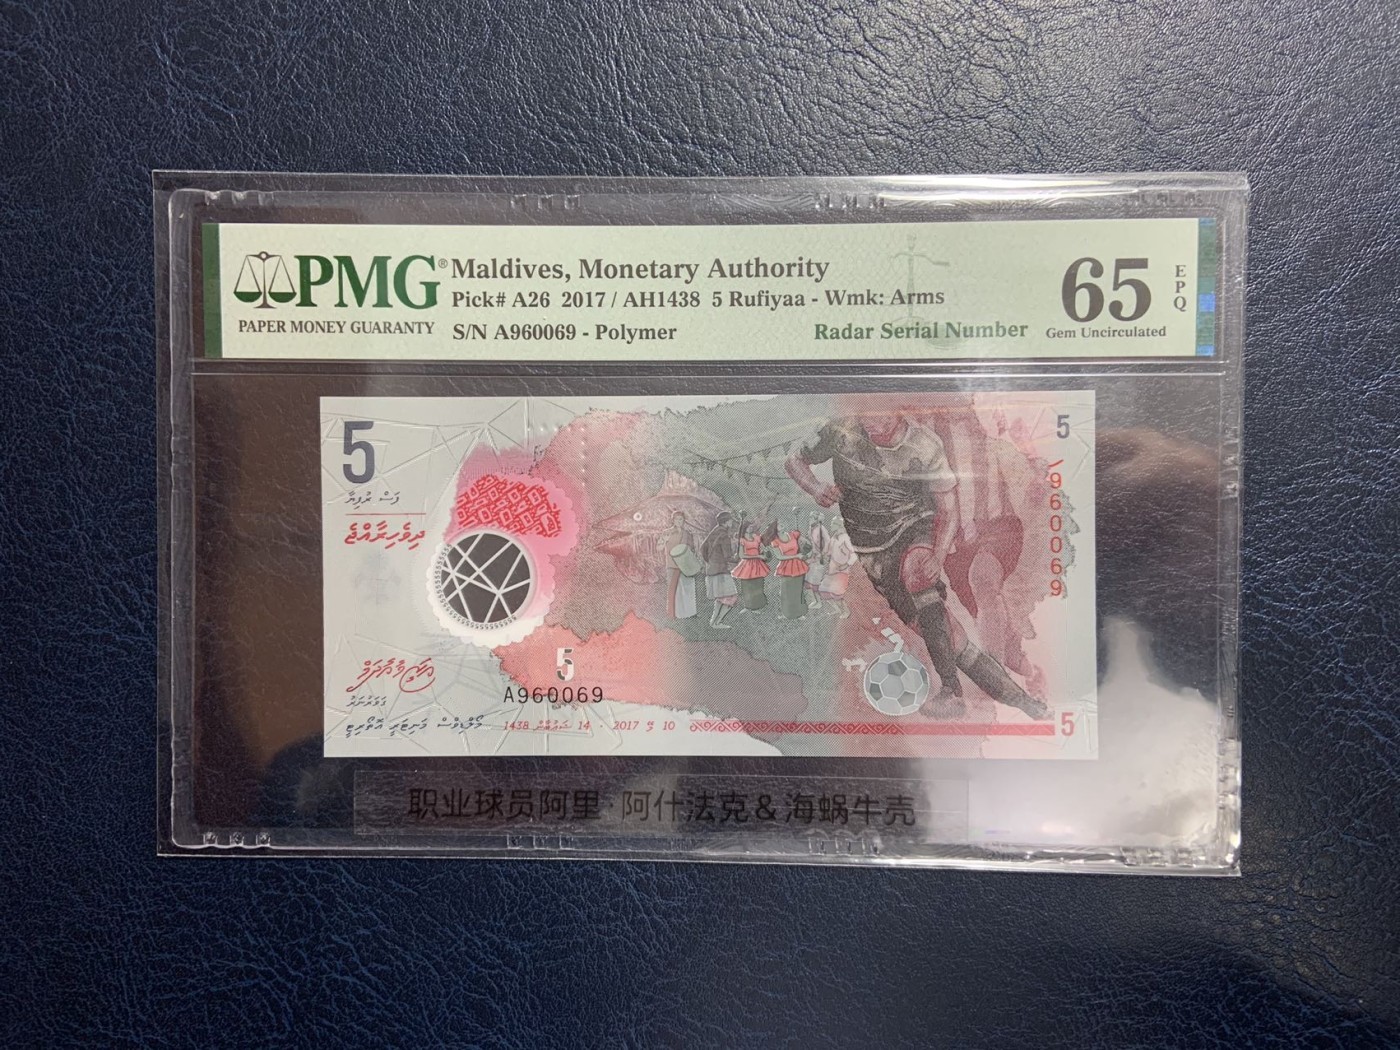 PMG®
PAPER MONEY GUARANTY
Maldives, Monetary Authority
Pick# A26 2017 / AH1438 5 Rufiyaa - Wmk: Arms
S/N A960069 - Polymer
Radar Serial Number
65
Gem Uncirculated
EPQ
5
ފަސް ރުފިޔާ
ދިވެހިރާއްޖެ
5
A960069
5
A960069
ގަވަރުނަރު
މޯލްޑިވްސް މަނިޓަރީ އޮތޯރިޓީ
1438
14
2017
10
5
职业球员阿里·阿什法克&海蜗牛壳